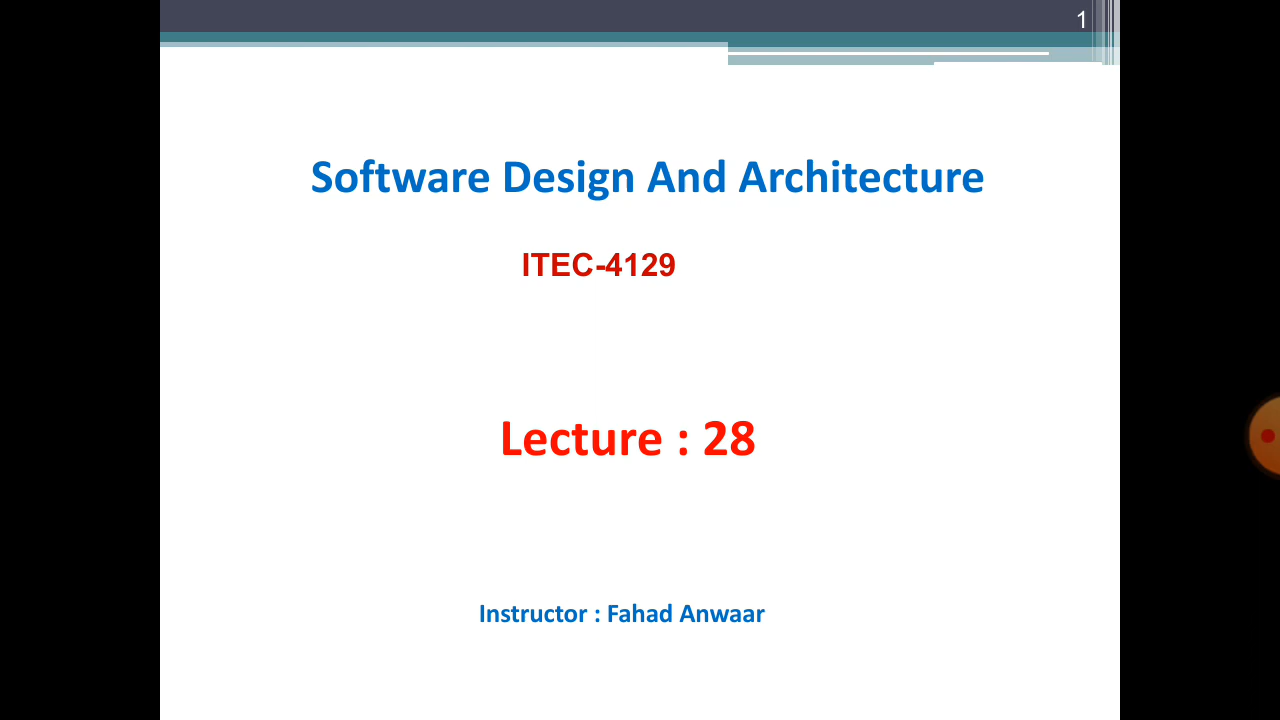 1
Software Design And Architecture
ITEC-4129
Lecture : 28
Instructor : Fahad Anwaar